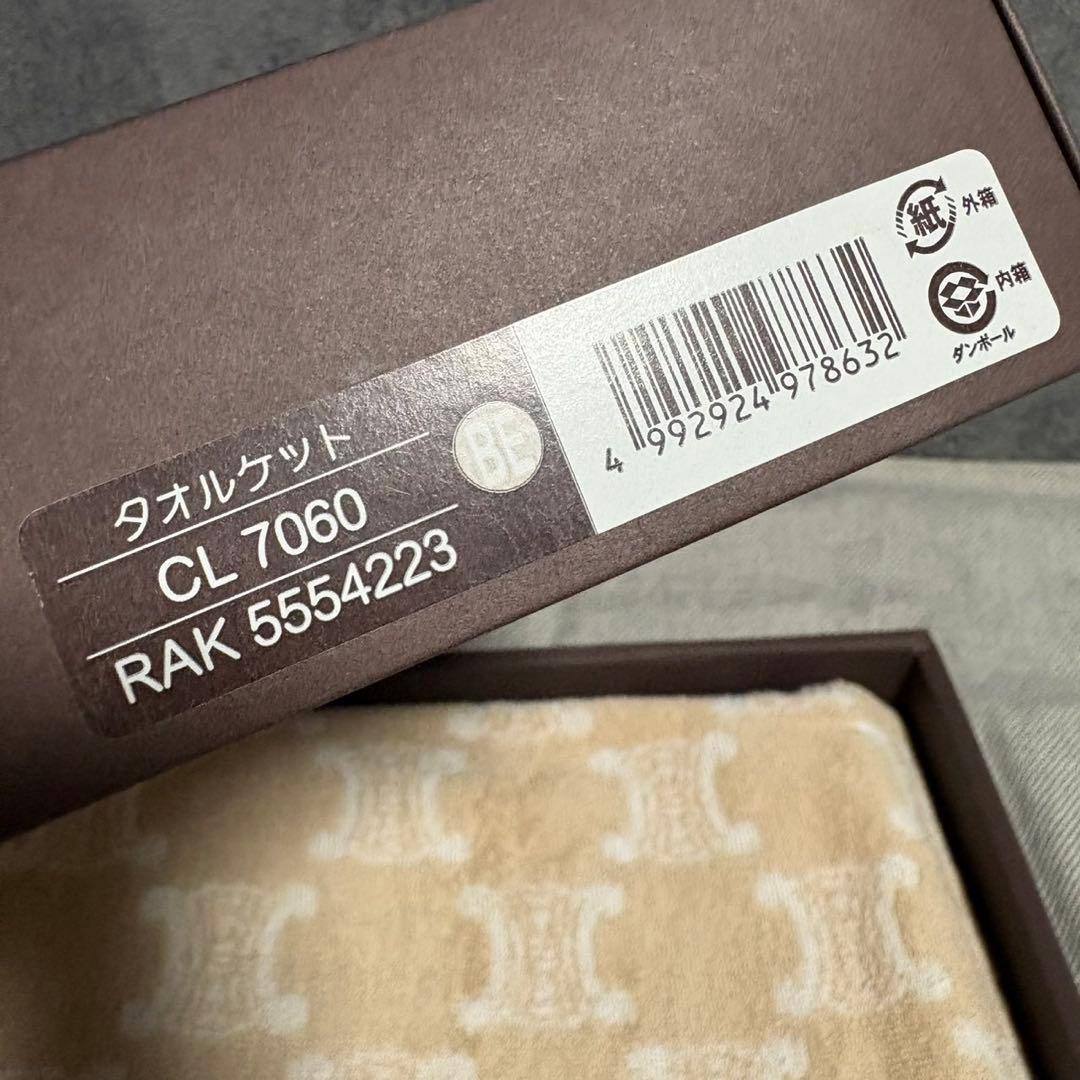 タオルケット
CL 7060
RAK 5554223
BE
4 992924 978632
紙
外箱
内箱
ダンボール